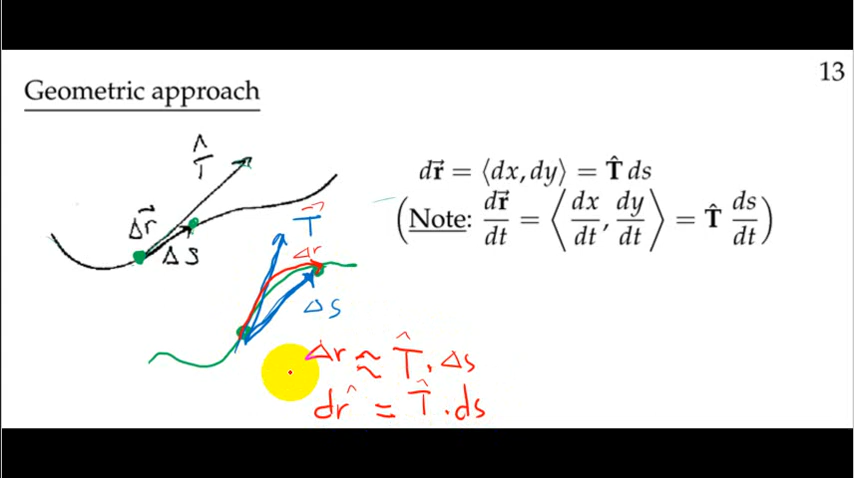 13
Geometric approach
T̂
Δr⃗
ΔS
dr⃗ = ⟨dx, dy⟩ = T̂ ds
(Note: dr⃗/dt = ⟨dx/dt, dy/dt⟩ = T̂ ds/dt)
T⃗
Δr
ΔS
Δr ≈ T̂ . Δs
dr̂ = T̂ . ds